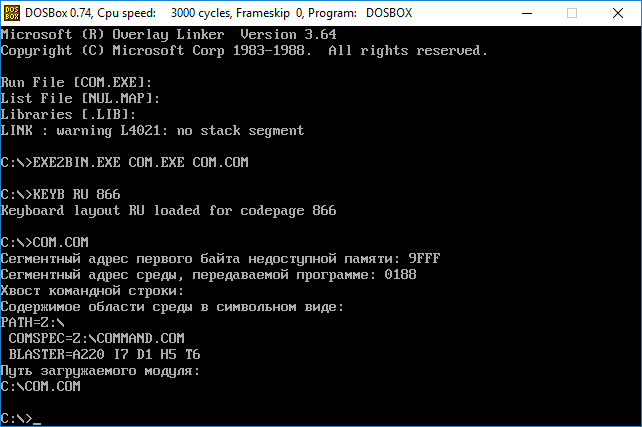 DOSBox 0.74, Cpu speed: 3000 cycles, Frameskip 0, Program: DOSBOX
Microsoft (R) Overlay Linker Version 3.64
Copyright (C) Microsoft Corp 1983-1988. All rights reserved.
Run File [COM.EXE]:
List File [NUL.MAP]:
Libraries [.LIB]:
LINK : warning L4021: no stack segment
C:\>EXE2BIN.EXE COM.EXE COM.COM
C:\>KEYB RU 866
Keyboard layout RU loaded for codepage 866
C:\>COM.COM
Сегментный адрес первого байта недоступной памяти: 9FFF
Сегментный адрес среды, передаваемой программе: 0188
Хвост командной строки:
Содержимое области среды в символьном виде:
PATH=Z:\
COMSPEC=Z:\COMMAND.COM
BLASTER=A220 I7 D1 H5 T6
Путь загружаемого модуля:
C:\COM.COM
C:\>_